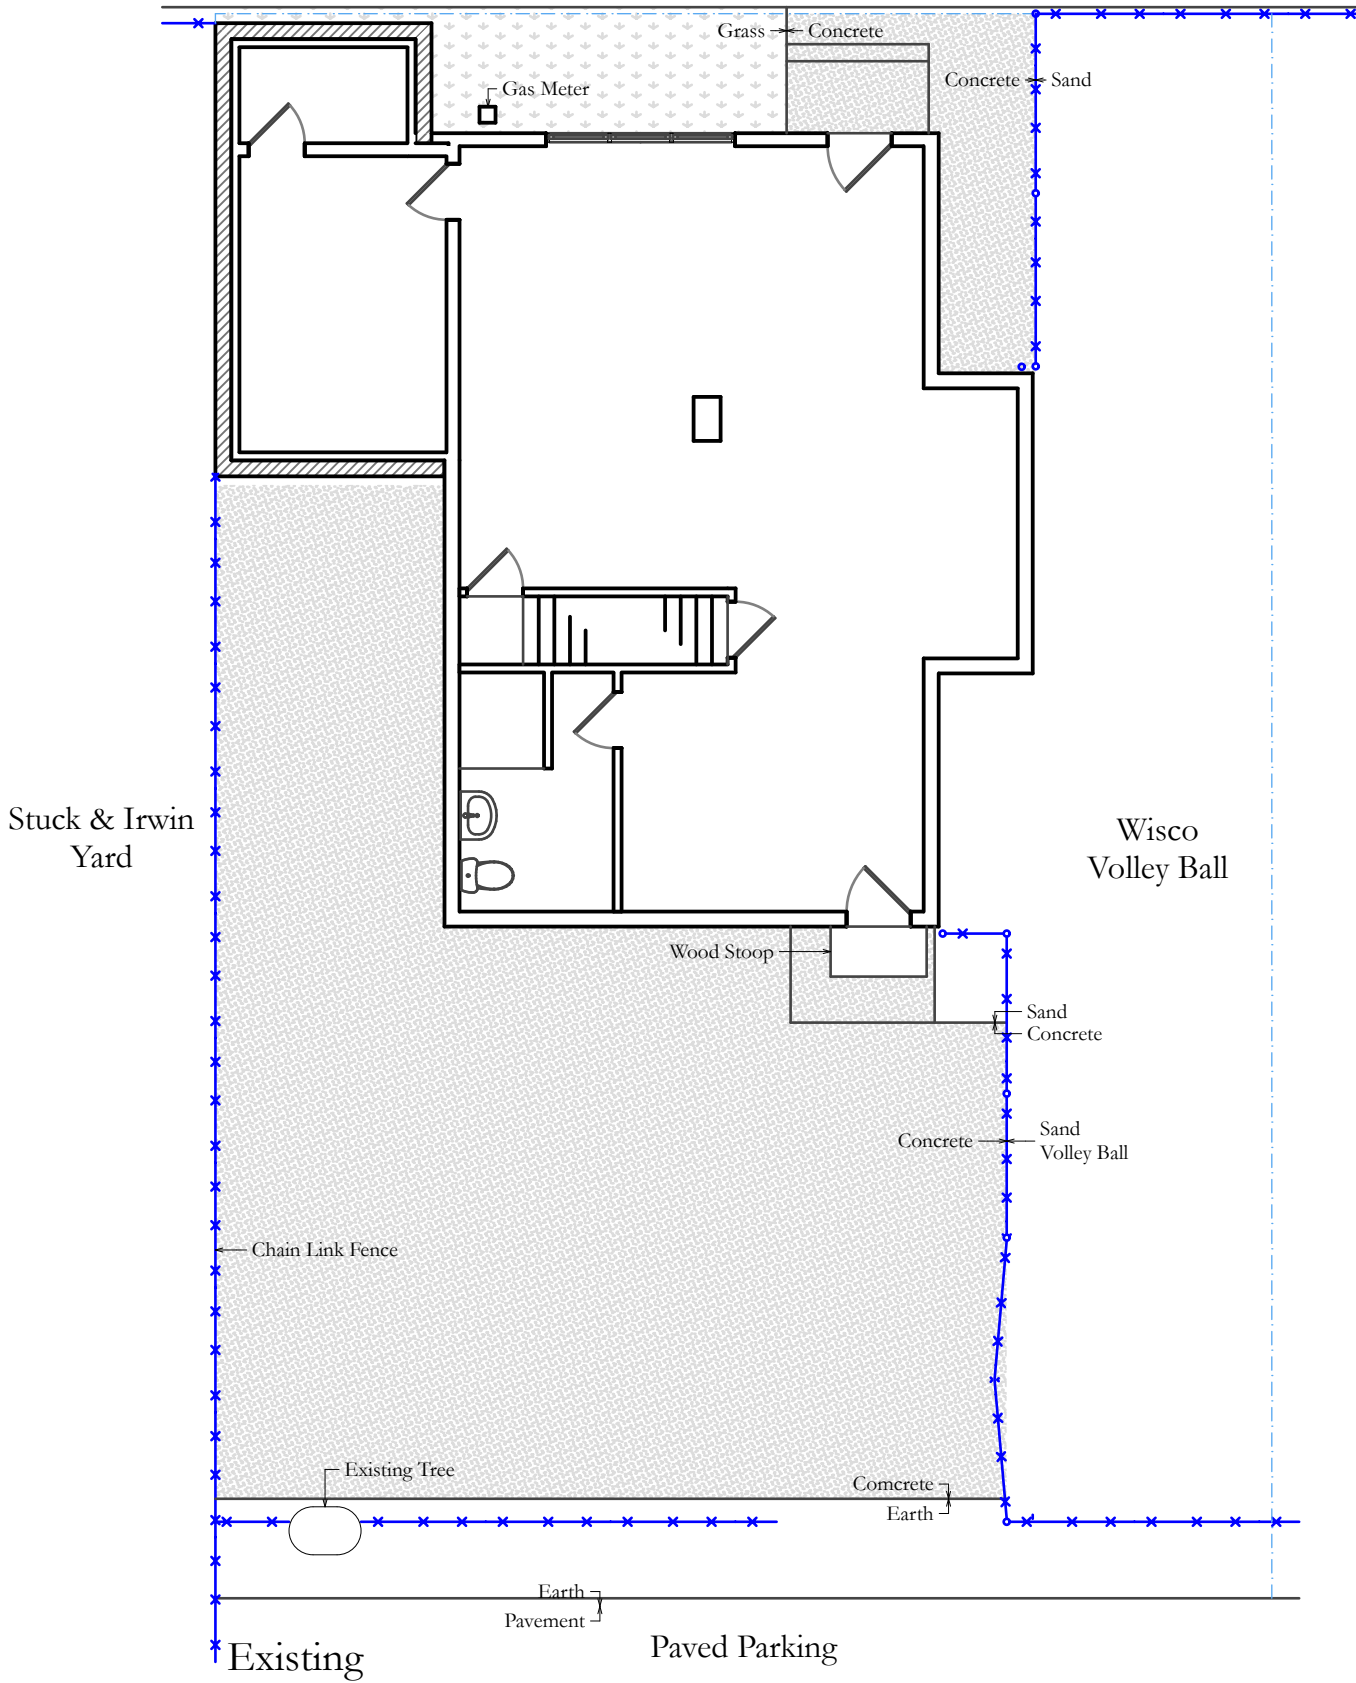 Grass
Concrete
Gas Meter
Concrete
Sand
Stuck & Irwin
Yard
Wisco
Volley Ball
Wood Stoop
Sand
Concrete
Concrete
Sand
Volley Ball
Chain Link Fence
Existing Tree
Comcrete
Earth
Earth
Pavement
Existing
Paved Parking